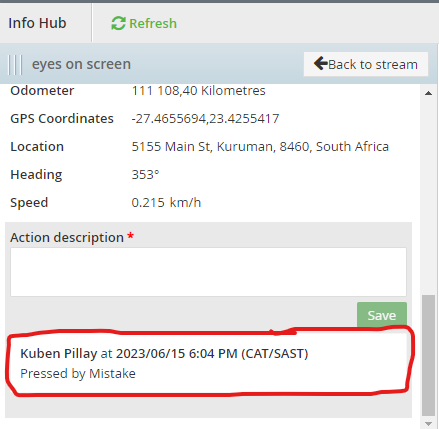 Info Hub Refresh
eyes on screen Back to stream
Odometer 111 108,40 Kilometres
GPS Coordinates -27.4655694,23.4255417
Location 5155 Main St, Kuruman, 8460, South Africa
Heading 353°
Speed 0.215 km/h
Action description *
Save
Kuben Pillay at 2023/06/15 6:04 PM (CAT/SAST)
Pressed by Mistake